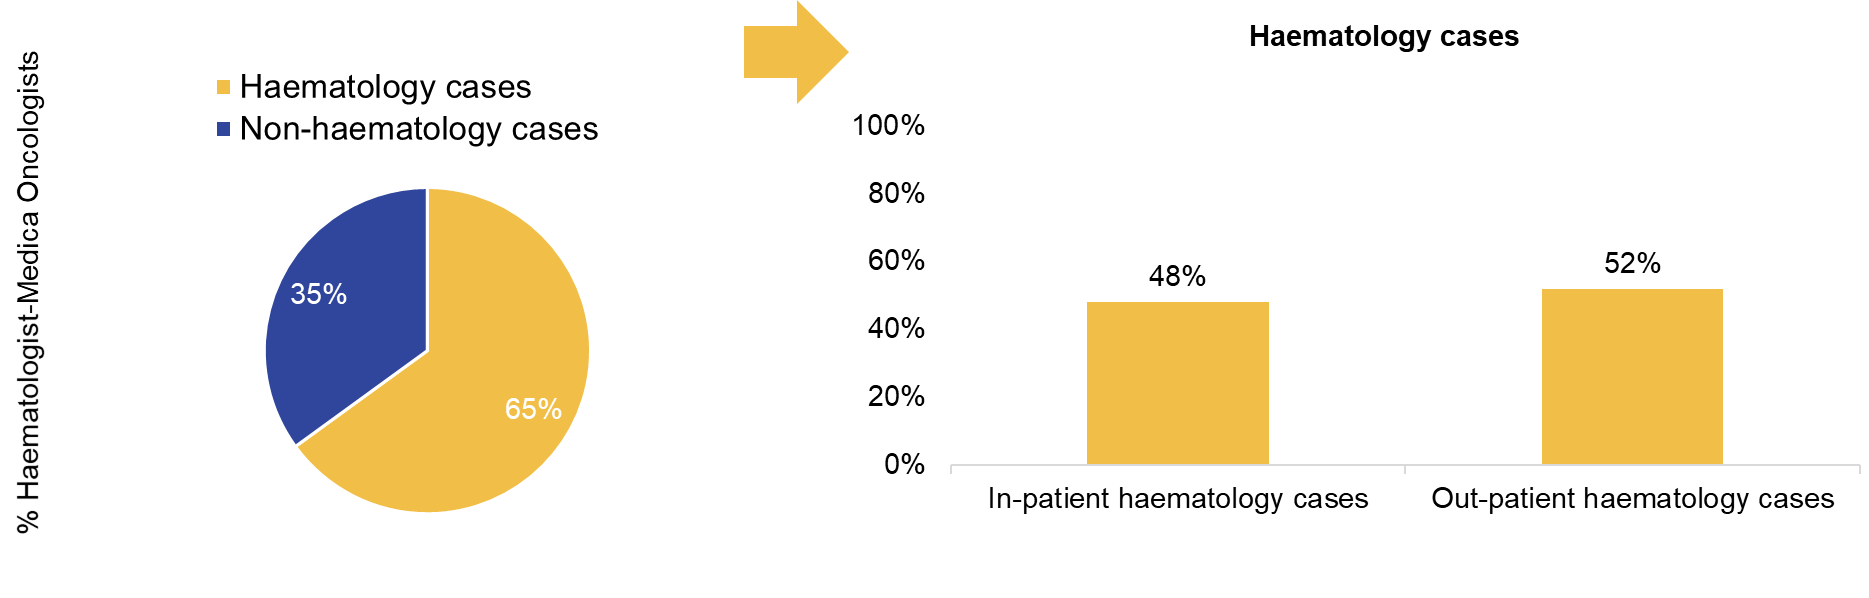 % Haematologist-Medica Oncologists
Haematology cases
Non-haematology cases
35%
65%
Haematology cases
100%
80%
60%
40%
20%
0%
48%
52%
In-patient haematology cases
Out-patient haematology cases